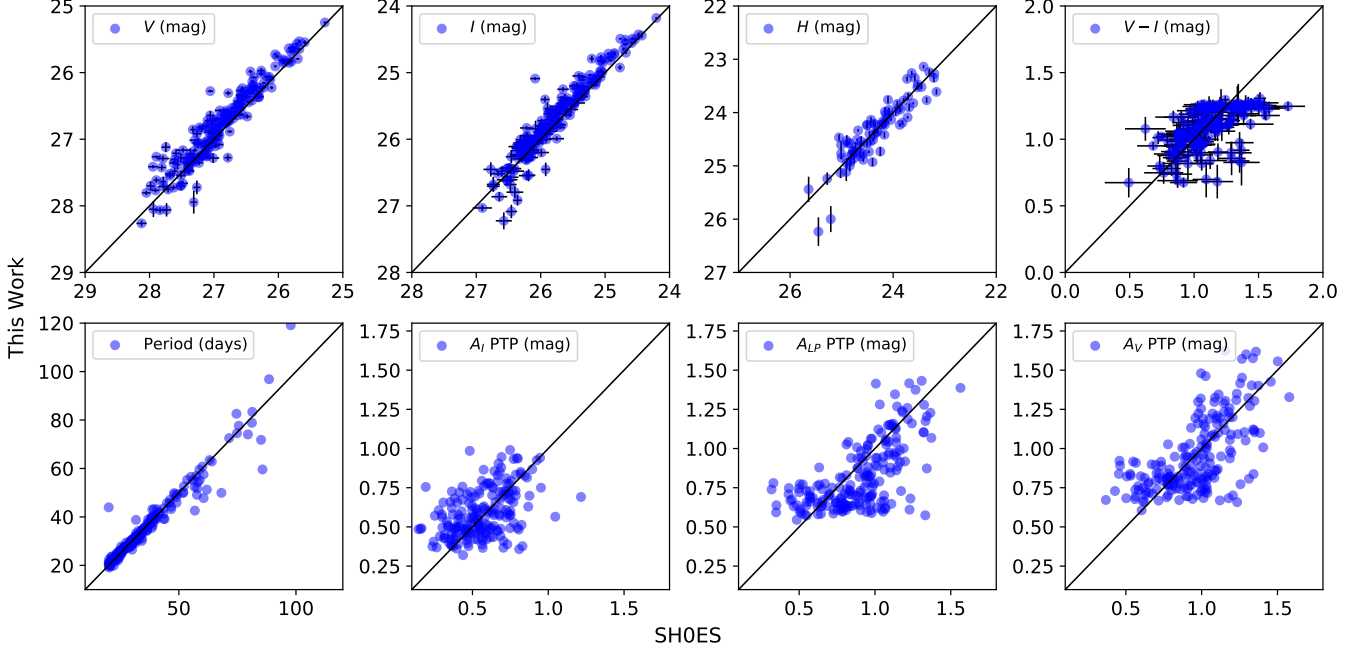 V (mag)
I (mag)
H (mag)
V − I (mag)
25
26
27
28
29
29 28 27 26 25
24
25
26
27
28
28 27 26 25 24
22
23
24
25
26
27
26 24 22
2.0
1.5
1.0
0.5
0.0
0.0 0.5 1.0 1.5 2.0
This Work
Period (days)
A_I PTP (mag)
A_LP PTP (mag)
A_V PTP (mag)
120
100
80
60
40
20
50 100
1.75
1.50
1.25
1.00
0.75
0.50
0.25
0.5 1.0 1.5
1.75
1.50
1.25
1.00
0.75
0.50
0.25
0.5 1.0 1.5
1.75
1.50
1.25
1.00
0.75
0.50
0.25
0.5 1.0 1.5
SH0ES